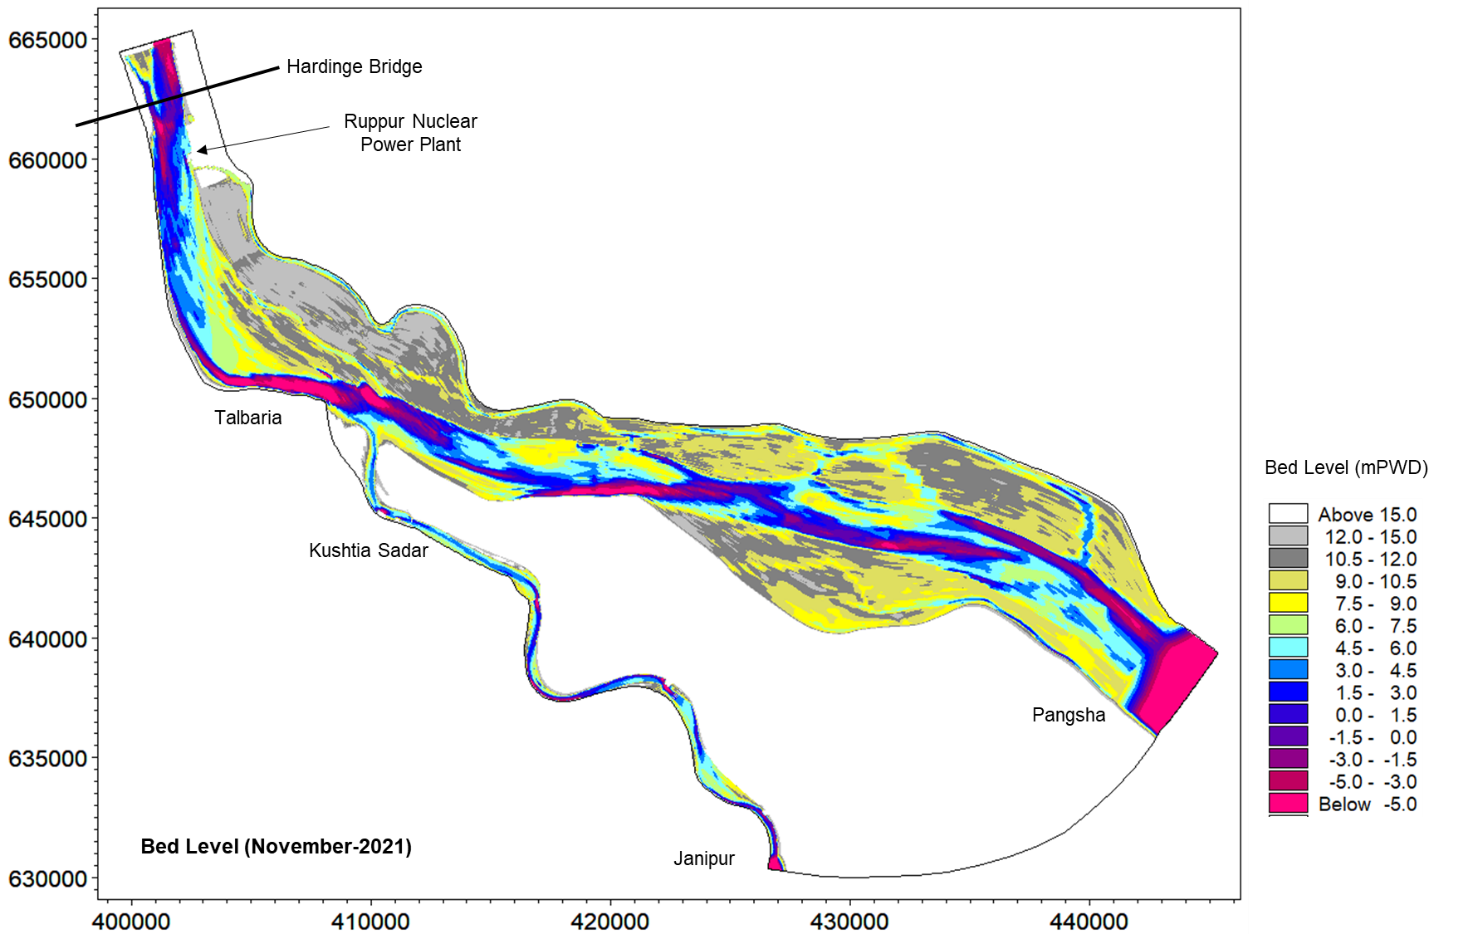 665000
660000
655000
650000
645000
640000
635000
630000
400000
410000
420000
430000
440000
Hardinge Bridge
Ruppur Nuclear
Power Plant
Talbaria
Kushtia Sadar
Pangsha
Janipur
Bed Level (November-2021)
Bed Level (mPWD)
Above 15.0
12.0 - 15.0
10.5 - 12.0
9.0 - 10.5
7.5 - 9.0
6.0 - 7.5
4.5 - 6.0
3.0 - 4.5
1.5 - 3.0
0.0 - 1.5
-1.5 - 0.0
-3.0 - -1.5
-5.0 - -3.0
Below -5.0